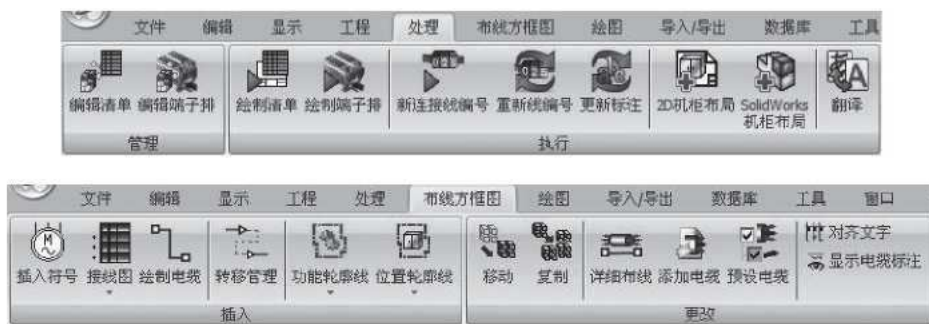 文件 编辑 显示 工程 处理 布线方框图 绘图 导入/导出 数据库 工具
编辑清单 编辑端子排 绘制清单 绘制端子排 新连接线编号 重新线编号 更新标注 2D机柜布局 SolidWorks 机柜布局 翻译
管理 执行
文件 编辑 显示 工程 处理 布线方框图 绘图 导入/导出 数据库 工具 窗口
插入符号 接线图 绘制电缆 转移管理 功能轮廓线 位置轮廓线 移动 复制 详细布线 添加电缆 预设电缆 对齐文字
显示电缆标注
插入 更改